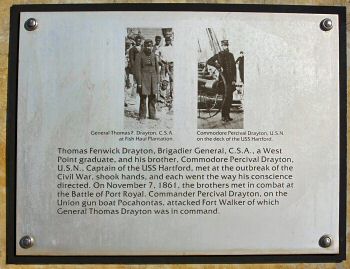 General Thomas F. Drayton, C.S.A.
at Fish Haul Plantation.
Commodore Percival Drayton, U.S.N.
on the deck of the USS Hartford.
Thomas Fenwick Drayton, Brigadier General, C.S.A., a West
Point graduate, and his brother, Commodore Percival Drayton,
U.S.N., Captain of the USS Hartford, met at the outbreak of the
Civil War, shook hands, and each went the way his conscience
directed. On November 7, 1861, the brothers met in combat at
the Battle of Port Royal. Commander Percival Drayton, on the
Union gun boat Pocahontas, attacked Fort Walker of which
General Thomas Drayton was in command.